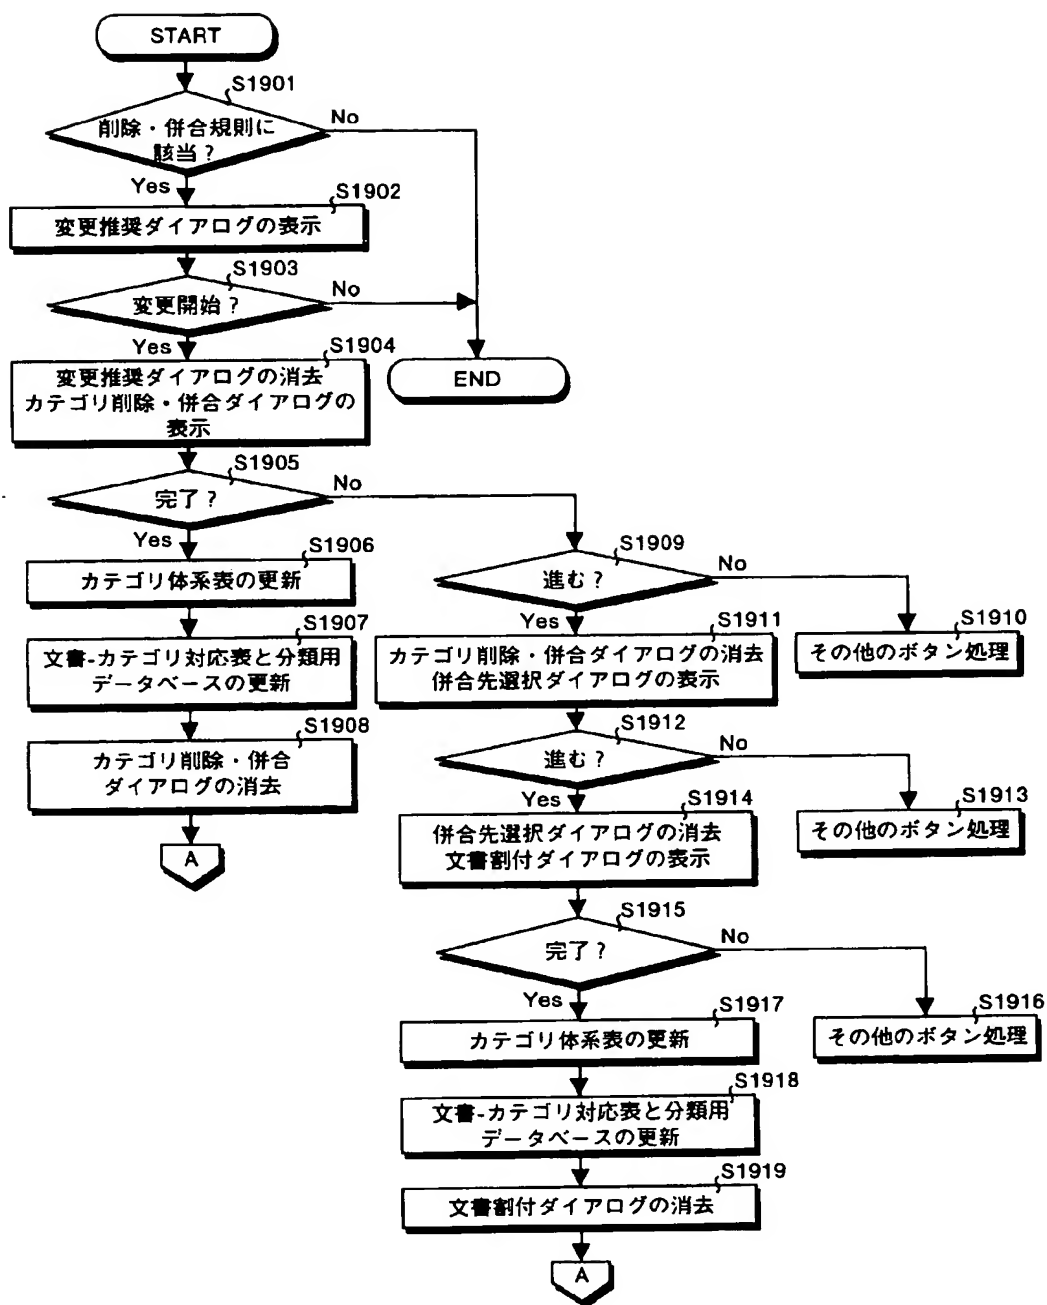 START
S1901
削除・併合規則に
該当？
No
Yes
S1902
変更推奨ダイアログの表示
S1903
変更開始？
No
Yes
S1904
変更推奨ダイアログの消去
カテゴリ削除・併合ダイアログの
表示
END
S1905
完了？
No
Yes
S1906
カテゴリ体系表の更新
S1907
文書-カテゴリ対応表と分類用
データベースの更新
S1908
カテゴリ削除・併合
ダイアログの消去
A
S1909
進む？
No
Yes
S1910
その他のボタン処理
S1911
カテゴリ削除・併合ダイアログの消去
併合先選択ダイアログの表示
S1912
進む？
No
Yes
S1913
その他のボタン処理
S1914
併合先選択ダイアログの消去
文書割付ダイアログの表示
S1915
完了？
No
Yes
S1916
その他のボタン処理
S1917
カテゴリ体系表の更新
S1918
文書-カテゴリ対応表と分類用
データベースの更新
S1919
文書割付ダイアログの消去
A